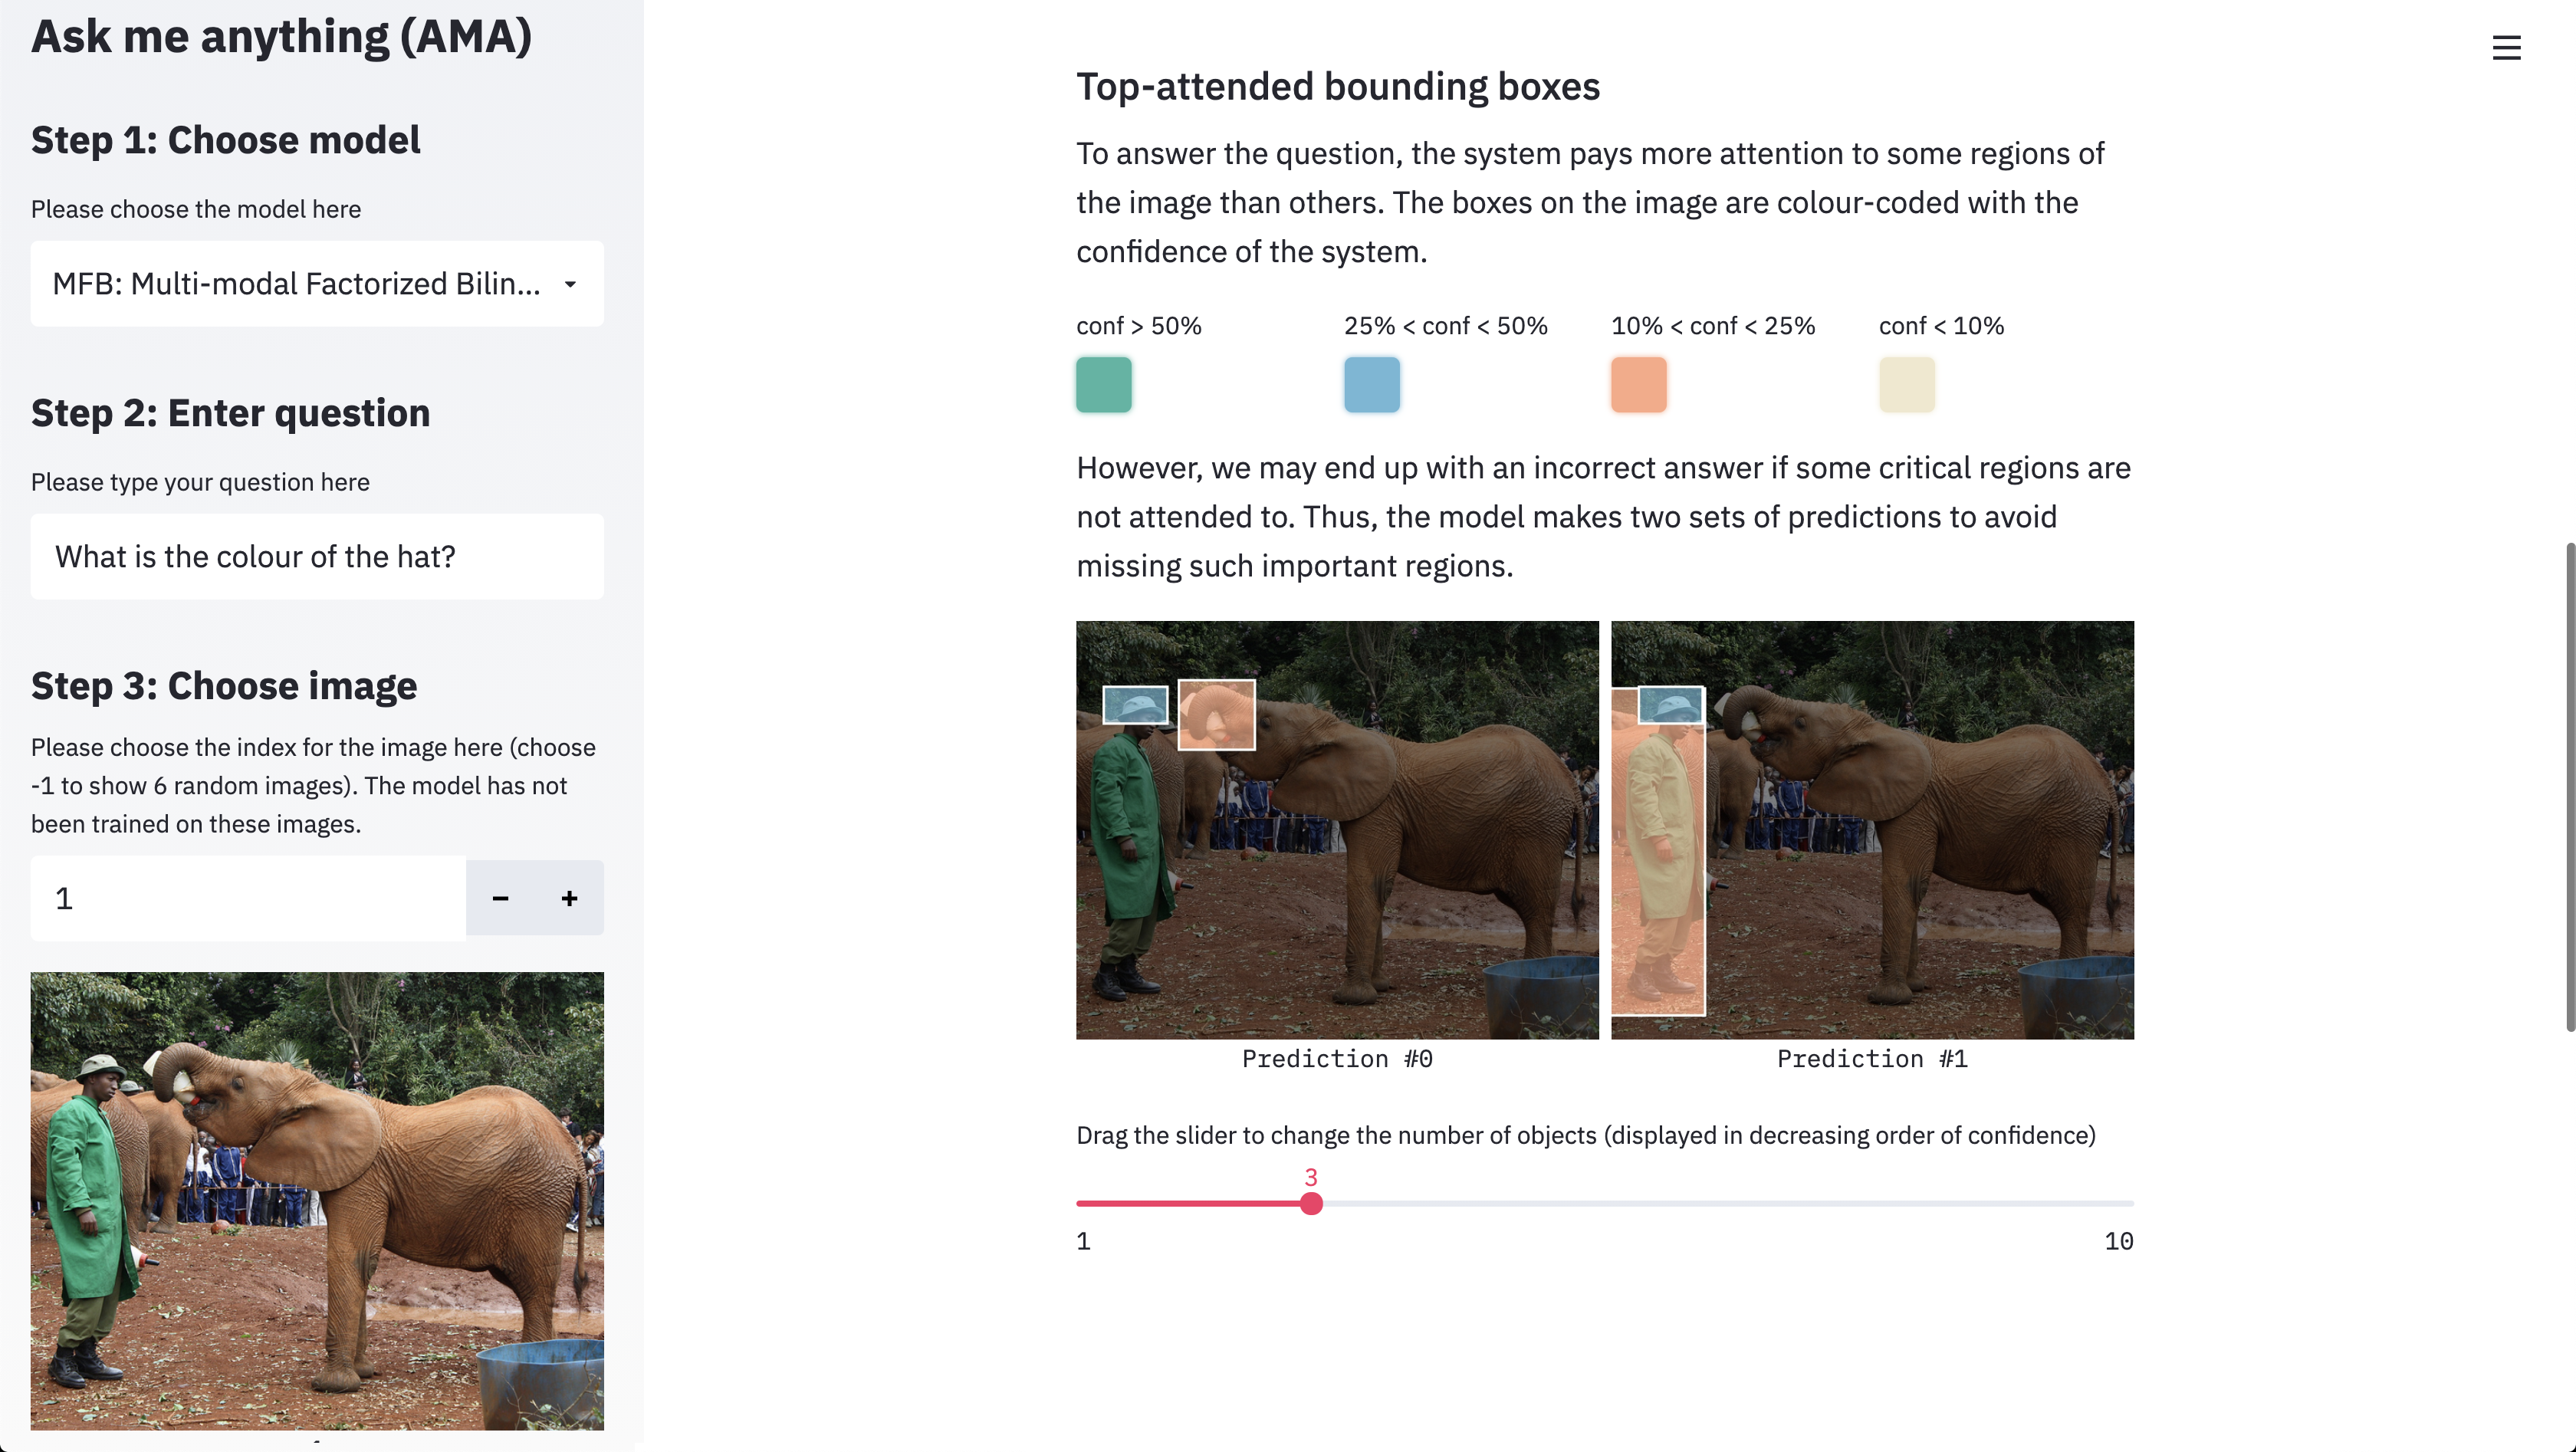 Ask me anything (AMA)
Step 1: Choose model
Please choose the model here
MFB: Multi-modal Factorized Bilin...
Step 2: Enter question
Please type your question here
What is the colour of the hat?
Step 3: Choose image
Please choose the index for the image here (choose
-1 to show 6 random images). The model has not
been trained on these images.
1
− +
Top-attended bounding boxes
To answer the question, the system pays more attention to some regions of
the image than others. The boxes on the image are colour-coded with the
confidence of the system.
conf > 50% 25% < conf < 50% 10% < conf < 25% conf < 10%
However, we may end up with an incorrect answer if some critical regions are
not attended to. Thus, the model makes two sets of predictions to avoid
missing such important regions.
Prediction #0 Prediction #1
Drag the slider to change the number of objects (displayed in decreasing order of confidence)
3
1 10